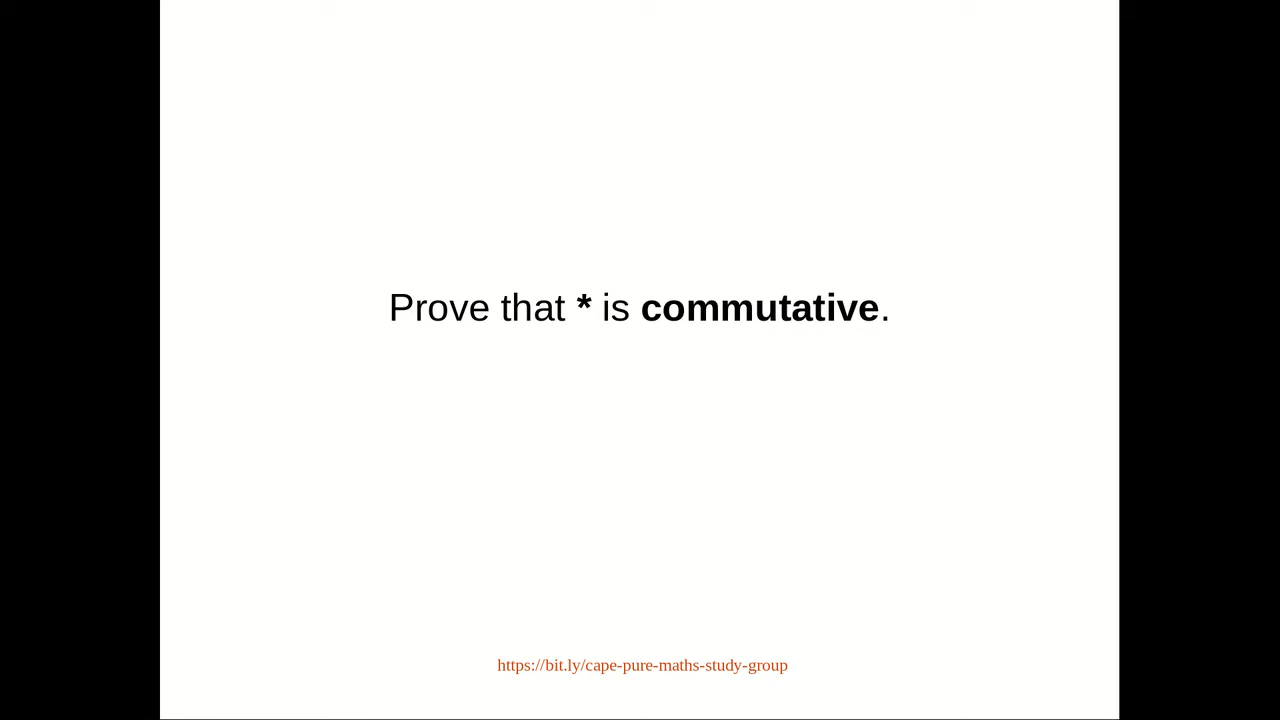 Prove that * is commutative.
https://bit.ly/cape-pure-maths-study-group